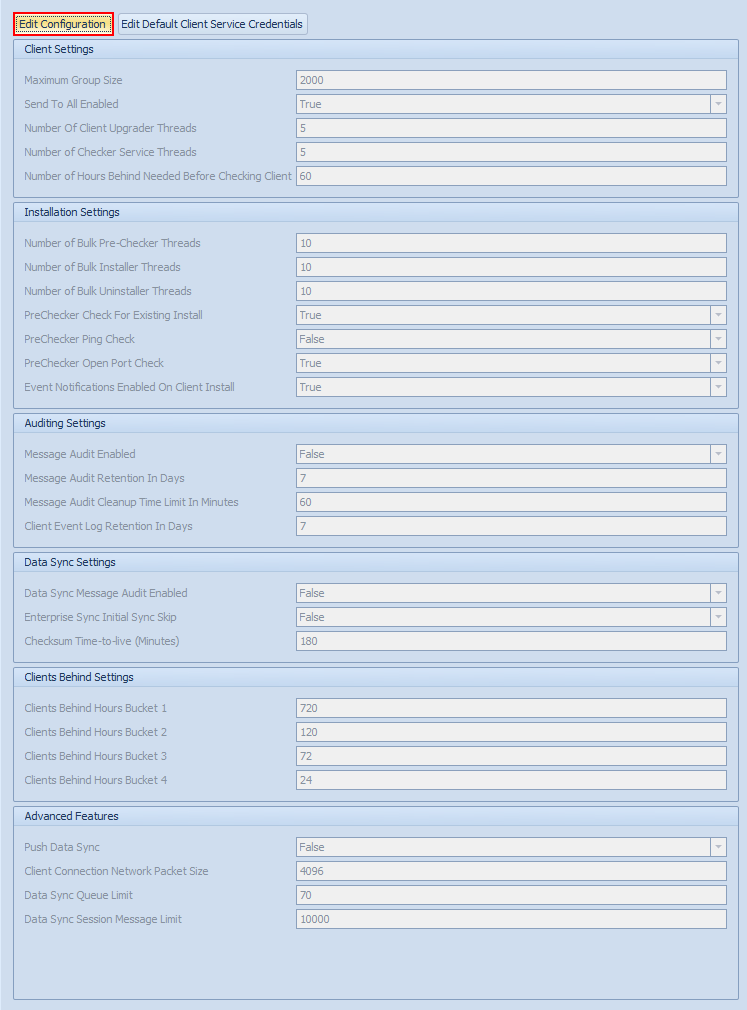 Edit Configuration Edit Default Client Service Credentials
Client Settings
Maximum Group Size 2000
Send To All Enabled True
Number Of Client Upgrader Threads 5
Number of Checker Service Threads 5
Number of Hours Behind Needed Before Checking Client 60
Installation Settings
Number of Bulk Pre-Checker Threads 10
Number of Bulk Installer Threads 10
Number of Bulk Uninstaller Threads 10
PreChecker Check For Existing Install True
PreChecker Ping Check False
PreChecker Open Port Check True
Event Notifications Enabled On Client Install True
Auditing Settings
Message Audit Enabled False
Message Audit Retention In Days 7
Message Audit Cleanup Time Limit In Minutes 60
Client Event Log Retention In Days 7
Data Sync Settings
Data Sync Message Audit Enabled False
Enterprise Sync Initial Sync Skip False
Checksum Time-to-live (Minutes) 180
Clients Behind Settings
Clients Behind Hours Bucket 1 720
Clients Behind Hours Bucket 2 120
Clients Behind Hours Bucket 3 72
Clients Behind Hours Bucket 4 24
Advanced Features
Push Data Sync False
Client Connection Network Packet Size 4096
Data Sync Queue Limit 70
Data Sync Session Message Limit 10000